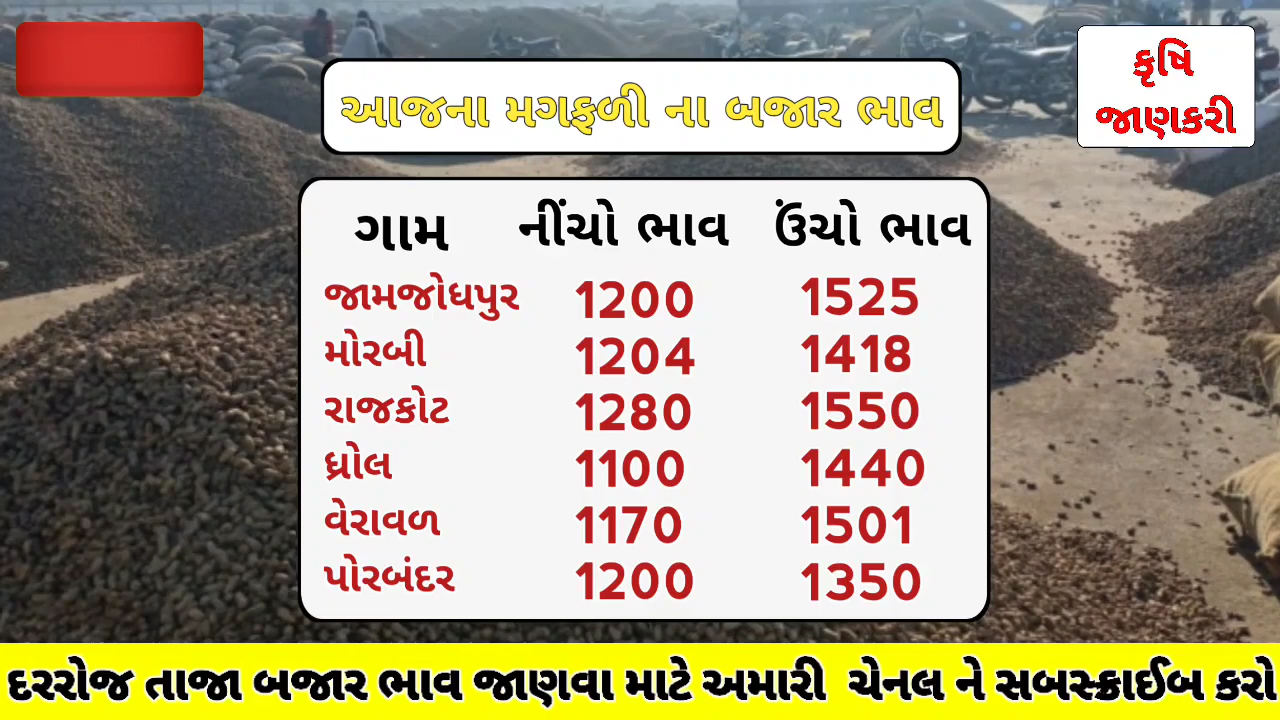 કૃષિ
જાણકરી
આજના મગફળી ના બજાર ભાવ
ગામ નીંચો ભાવ ઉંચો ભાવ
જામજોધપુર 1200 1525
મોરબી 1204 1418
રાજકોટ 1280 1550
ધ્રોલ 1100 1440
વેરાવળ 1170 1501
પોરબંદર 1200 1350
દરરોજ તાજા બજાર ભાવ જાણવા માટે અમારી ચેનલ ને સબસ્ક્રાઈબ કરો